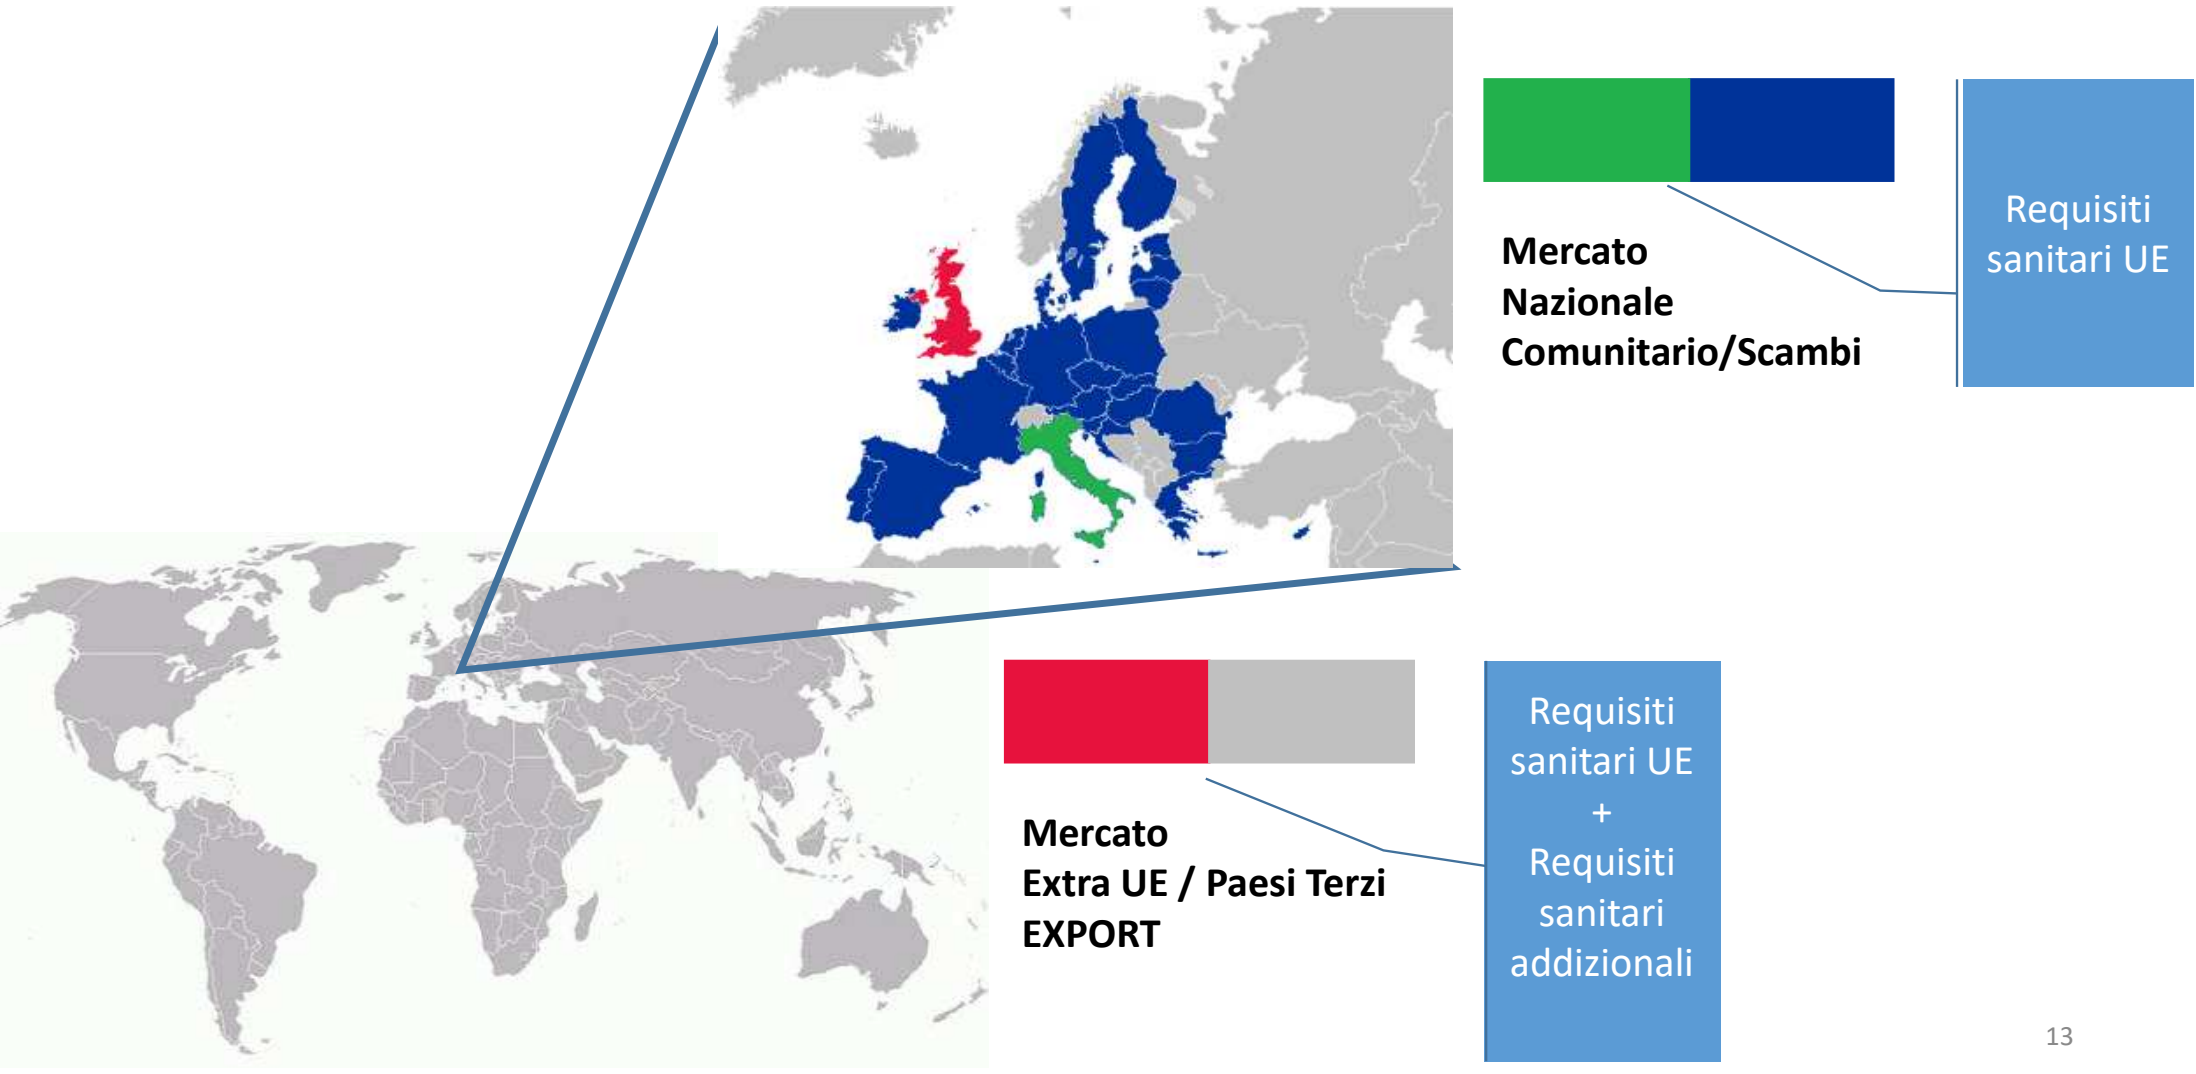 Mercato
Nazionale
Comunitario/Scambi
Requisiti
sanitari UE
Mercato
Extra UE / Paesi Terzi
EXPORT
Requisiti
sanitari UE
+
Requisiti
sanitari
addizionali
13